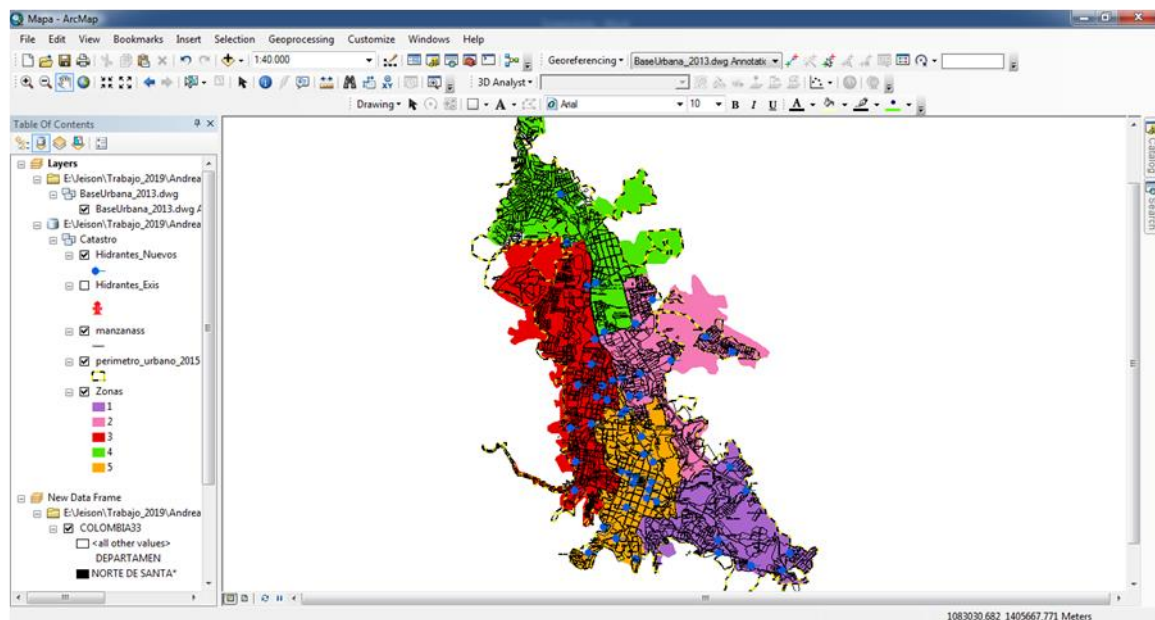 Mapa - ArcMap
File Edit View Bookmarks Insert Selection Geoprocessing Customize Windows Help
1:40.000
Georeferencing BaseUrbana_2013.dwg Annotatic
3D Analyst
Drawing A Arial 10 B I U A
Table Of Contents
Layers
E:\Jeison\Trabajo_2019\Andrea
BaseUrbana_2013.dwg
BaseUrbana_2013.dwg A
E:\Jeison\Trabajo_2019\Andrea
Catastro
Hidrantes_Nuevos
Hidrantes_Exis
manzanass
perimetro_urbano_2015
Zonas
1
2
3
4
5
New Data Frame
E:\Jeison\Trabajo_2019\Andrea
COLOMBIA33
<all other values>
DEPARTAMEN
NORTE DE SANTA*
Catalog
Search
1083030,682 1405667,771 Meters